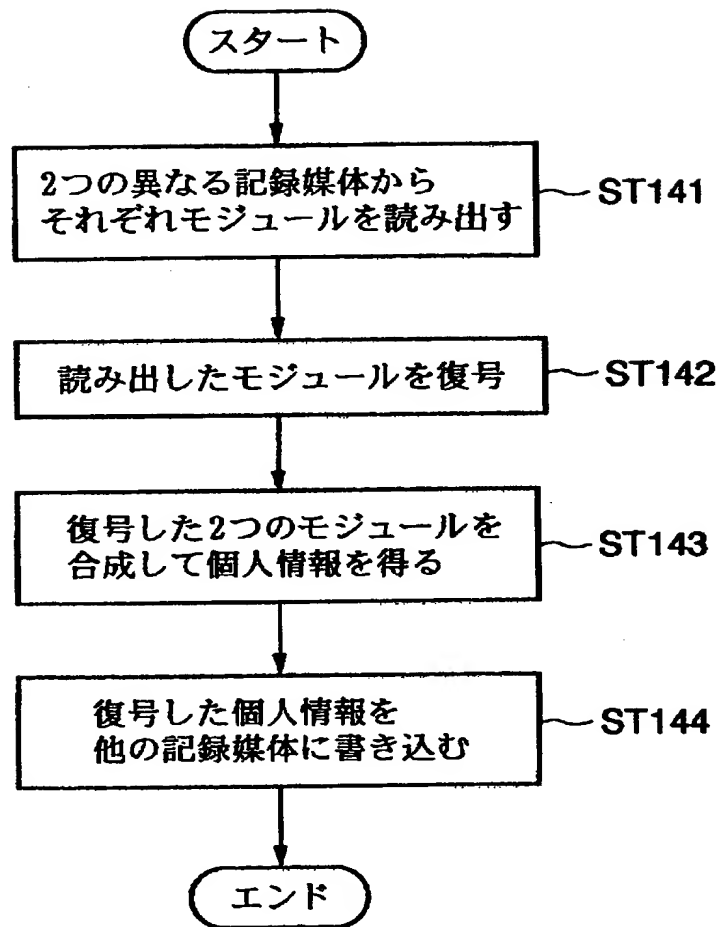 スタート
2つの異なる記録媒体から
それぞれモジュールを読み出す
ST141
読み出したモジュールを復号
ST142
復号した2つのモジュールを
合成して個人情報を得る
ST143
復号した個人情報を
他の記録媒体に書き込む
ST144
エンド